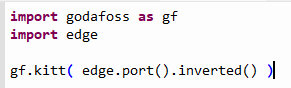 import godafoss as gf
import edge
gf.kitt( edge.port().inverted() )